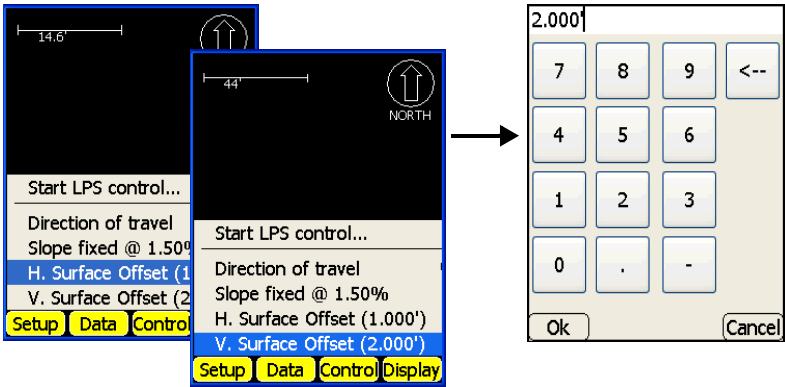 14.6'
Start LPS control...
Direction of travel
Slope fixed @ 1.50%
H. Surface Offset (1
V. Surface Offset (2
Setup Data Control
44'
NORTH
Start LPS control...
Direction of travel
Slope fixed @ 1.50%
H. Surface Offset (1.000')
V. Surface Offset (2.000')
Setup Data Control Display
2.000'
7 8 9 <--
4 5 6
1 2 3
0 . -
Ok Cancel